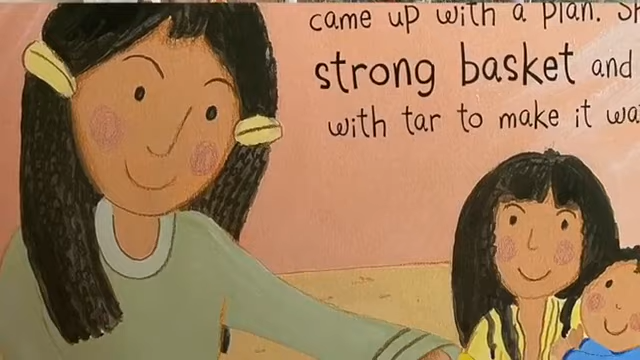 came up with a plan.
strong basket and
with tar to make it